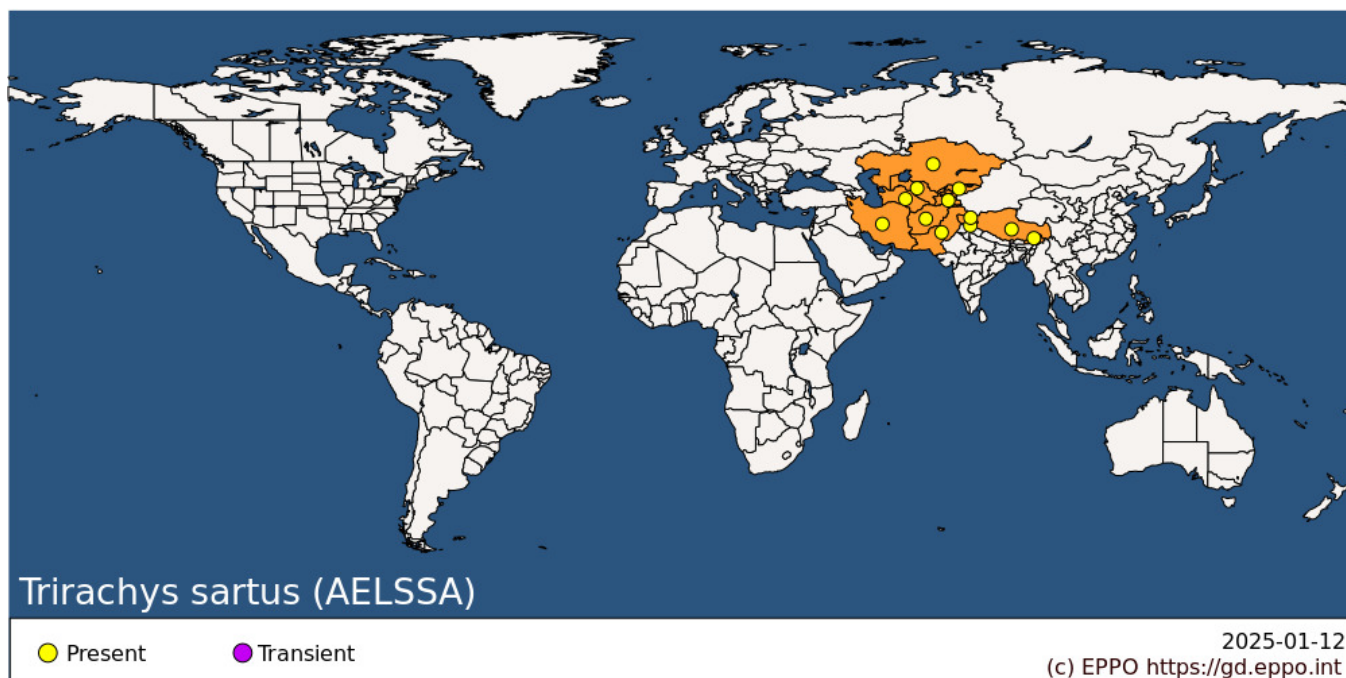 Trirachys sartus (AELSSA)
Present
Transient
2025-01-12
(c) EPPO https://gd.eppo.int